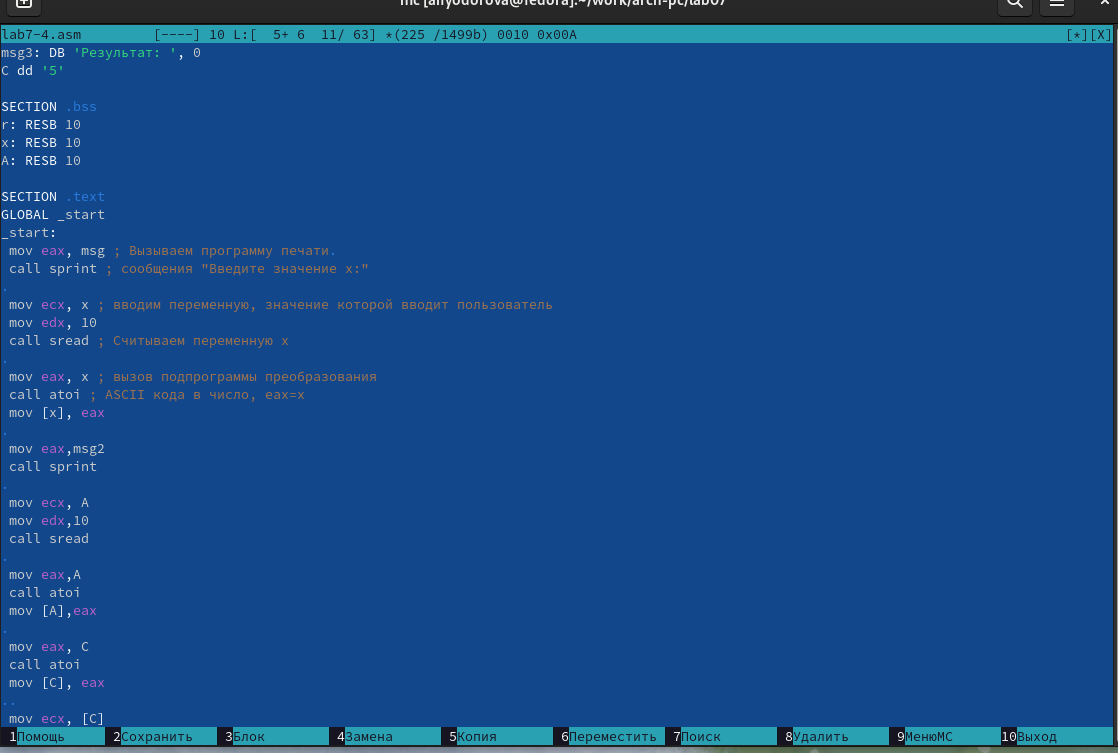 mc [anyodorova@fedora]:~/work/arch-pc/lab07
lab7-4.asm [----] 10 L:[ 5+ 6 11/ 63] *(225 /1499b) 0010 0x00A [*][X]
msg3: DB 'Результат: ', 0
C dd '5'
SECTION .bss
r: RESB 10
x: RESB 10
A: RESB 10
SECTION .text
GLOBAL _start
_start:
mov eax, msg ; Вызываем программу печати.
call sprint ; сообщения "Введите значение x:"
.
mov ecx, x ; вводим переменную, значение которой вводит пользователь
mov edx, 10
call sread ; Считываем переменную x
.
mov eax, x ; вызов подпрограммы преобразования
call atoi ; ASCII кода в число, eax=x
mov [x], eax
.
mov eax,msg2
call sprint
.
mov ecx, A
mov edx,10
call sread
.
mov eax,A
call atoi
mov [A],eax
.
mov eax, C
call atoi
mov [C], eax
..
mov ecx, [C]
1Помощь 2Сохранить 3Блок 4Замена 5Копия 6Переместить 7Поиск 8Удалить 9МенюMC 10Выход